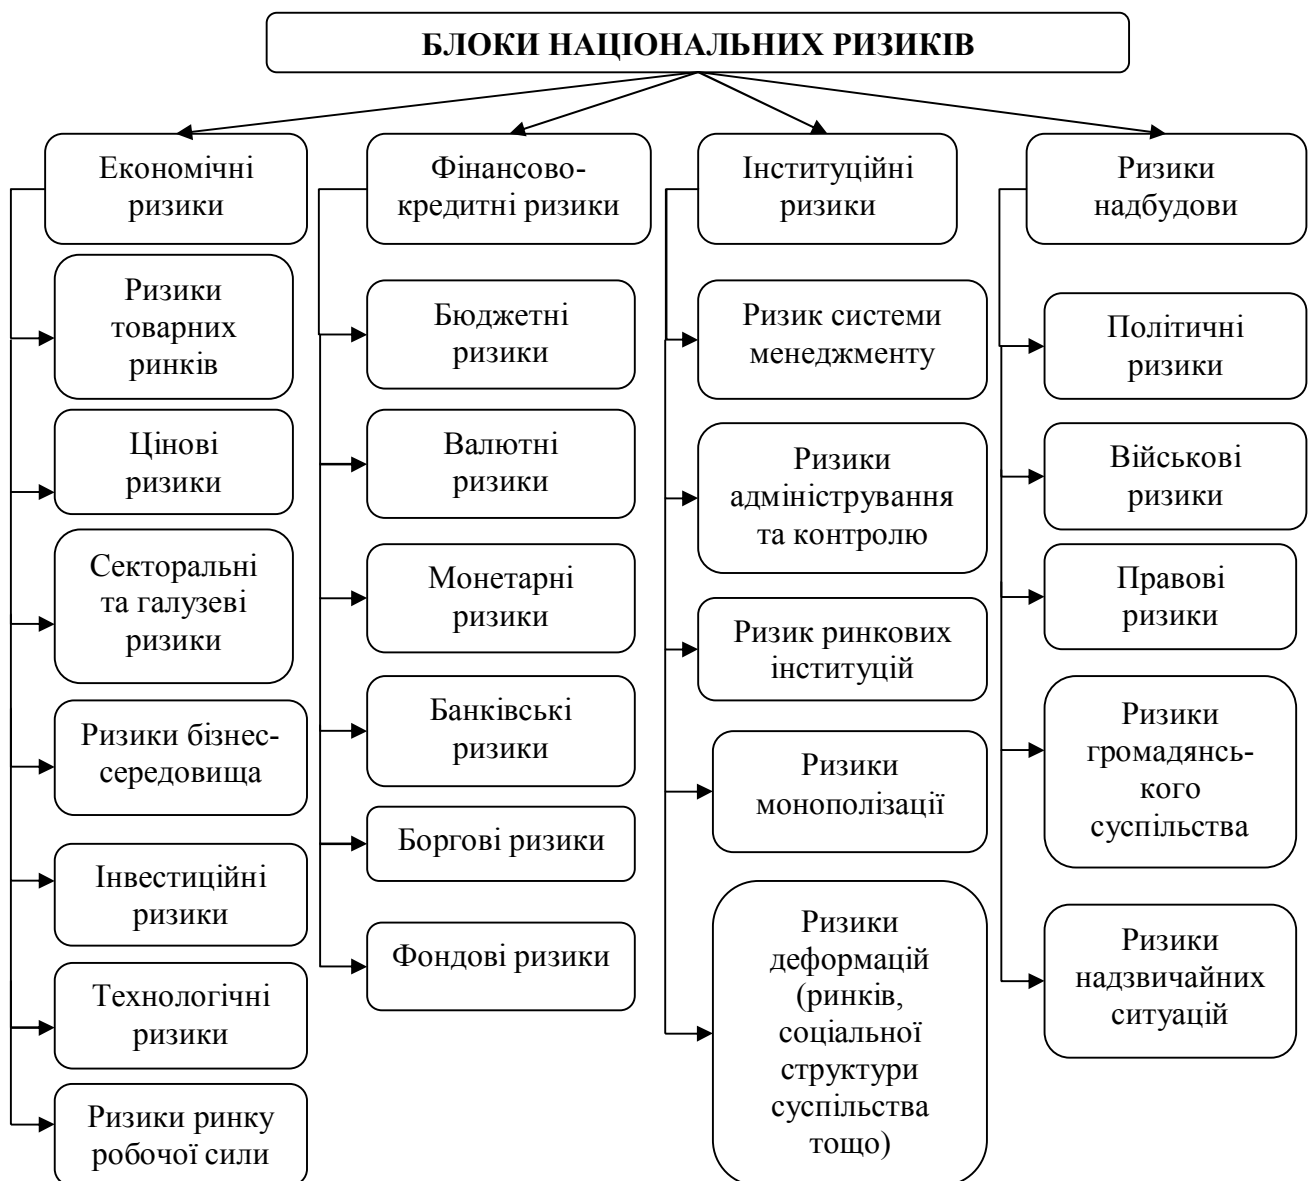 БЛОКИ НАЦІОНАЛЬНИХ РИЗИКІВ
Економічні
ризики
Ризики
товарних
ринків
Цінові
ризики
Секторальні
та галузеві
ризики
Ризики бізнес-
середовища
Інвестиційні
ризики
Технологічні
ризики
Ризики ринку
робочої сили
Фінансово-
кредитні ризики
Бюджетні
ризики
Валютні
ризики
Монетарні
ризики
Банківські
ризики
Боргові ризики
Фондові ризики
Інституційні
ризики
Ризик системи
менеджменту
Ризики
адміністрування
та контролю
Ризик ринкових
інституцій
Ризики
монополізації
Ризики
деформацій
(ринків,
соціальної
структури
суспільства
тощо)
Ризики
надбудови
Політичні
ризики
Військові
ризики
Правові
ризики
Ризики
громадянсь-
кого
суспільства
Ризики
надзвичайних
ситуацій